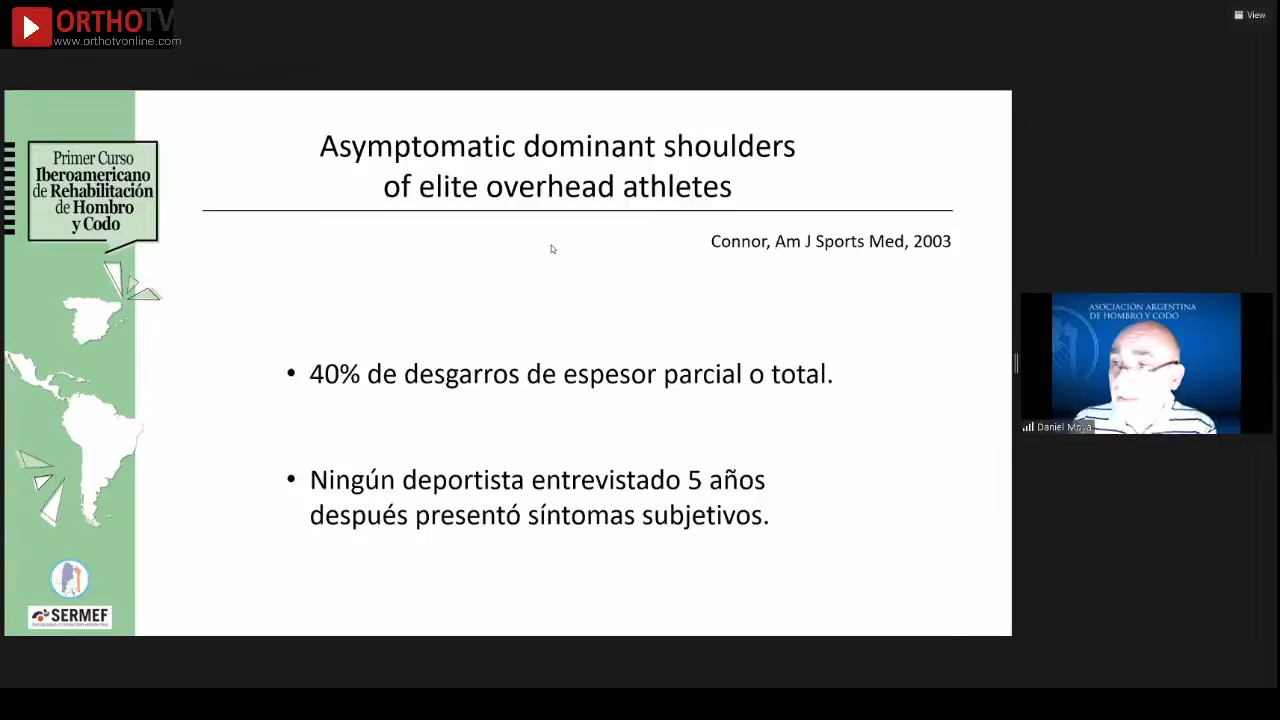 ORTHOTV
www.orthotvonline.com
View
Primer Curso
Iberoamericano
de Rehabilitación
de Hombro
y Codo
Asymptomatic dominant shoulders
of elite overhead athletes
Connor, Am J Sports Med, 2003
• 40% de desgarros de espesor parcial o total.
• Ningún deportista entrevistado 5 años
después presentó síntomas subjetivos.
SERMEF
ASOCIACIÓN ARGENTINA
DE HOMBRO Y CODO
Daniel Moya